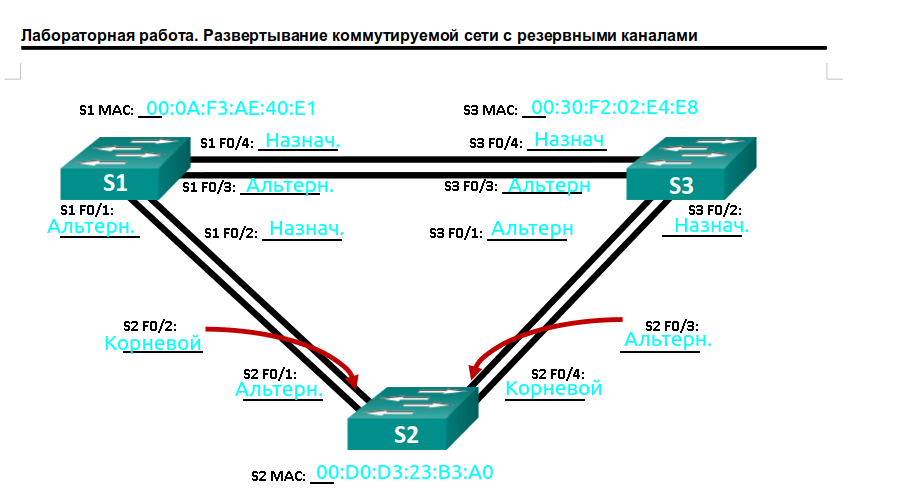 Лабораторная работа. Развертывание коммутируемой сети с резервными каналами
S1 MAC: 00:0A:F3:AE:40:E1
S3 MAC: 00:30:F2:02:E4:E8
S1 F0/4: Назнач.
S3 F0/4: Назнач
S1
S3
S1 F0/3: Альтерн.
S3 F0/3: Альтерн
S1 F0/1:
Альтерн.
S3 F0/2:
Назнач.
S1 F0/2: Назнач.
S3 F0/1: Альтерн
S2 F0/2:
Корневой
S2 F0/3:
Альтерн.
S2 F0/1:
Альтерн.
S2 F0/4:
Корневой
S2
S2 MAC: 00:D0:D3:23:B3:A0